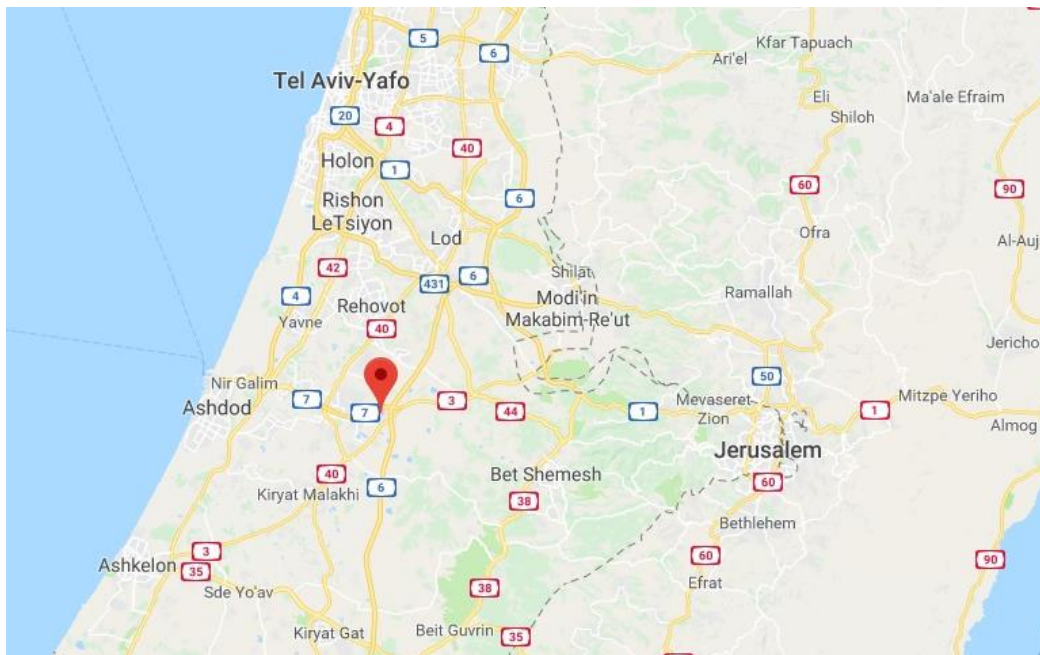 5
6
Kfar Tapuach
Ari'el
Tel Aviv-Yafo
Eli
Ma'ale Efraim
20
4
Shiloh
40
Holon
1
60
90
6
Rishon
LeTsiyon
Lod
Ofra
Al-Auj
42
431
6
Shilat
4
Rehovot
Modi'in
Makabim-Re'ut
Ramallah
Yavne
40
Jericho
50
Nir Galim
7
Ashdod
7
3
44
1
Mevaseret
Zion
Mitzpe Yeriho
1
Almog
Jerusalem
40
Bet Shemesh
60
Kiryat Malakhi
6
38
Bethlehem
3
Ashkelon
35
60
90
Efrat
Sde Yo'av
38
Kiryat Gat
Beit Guvrin
35
60